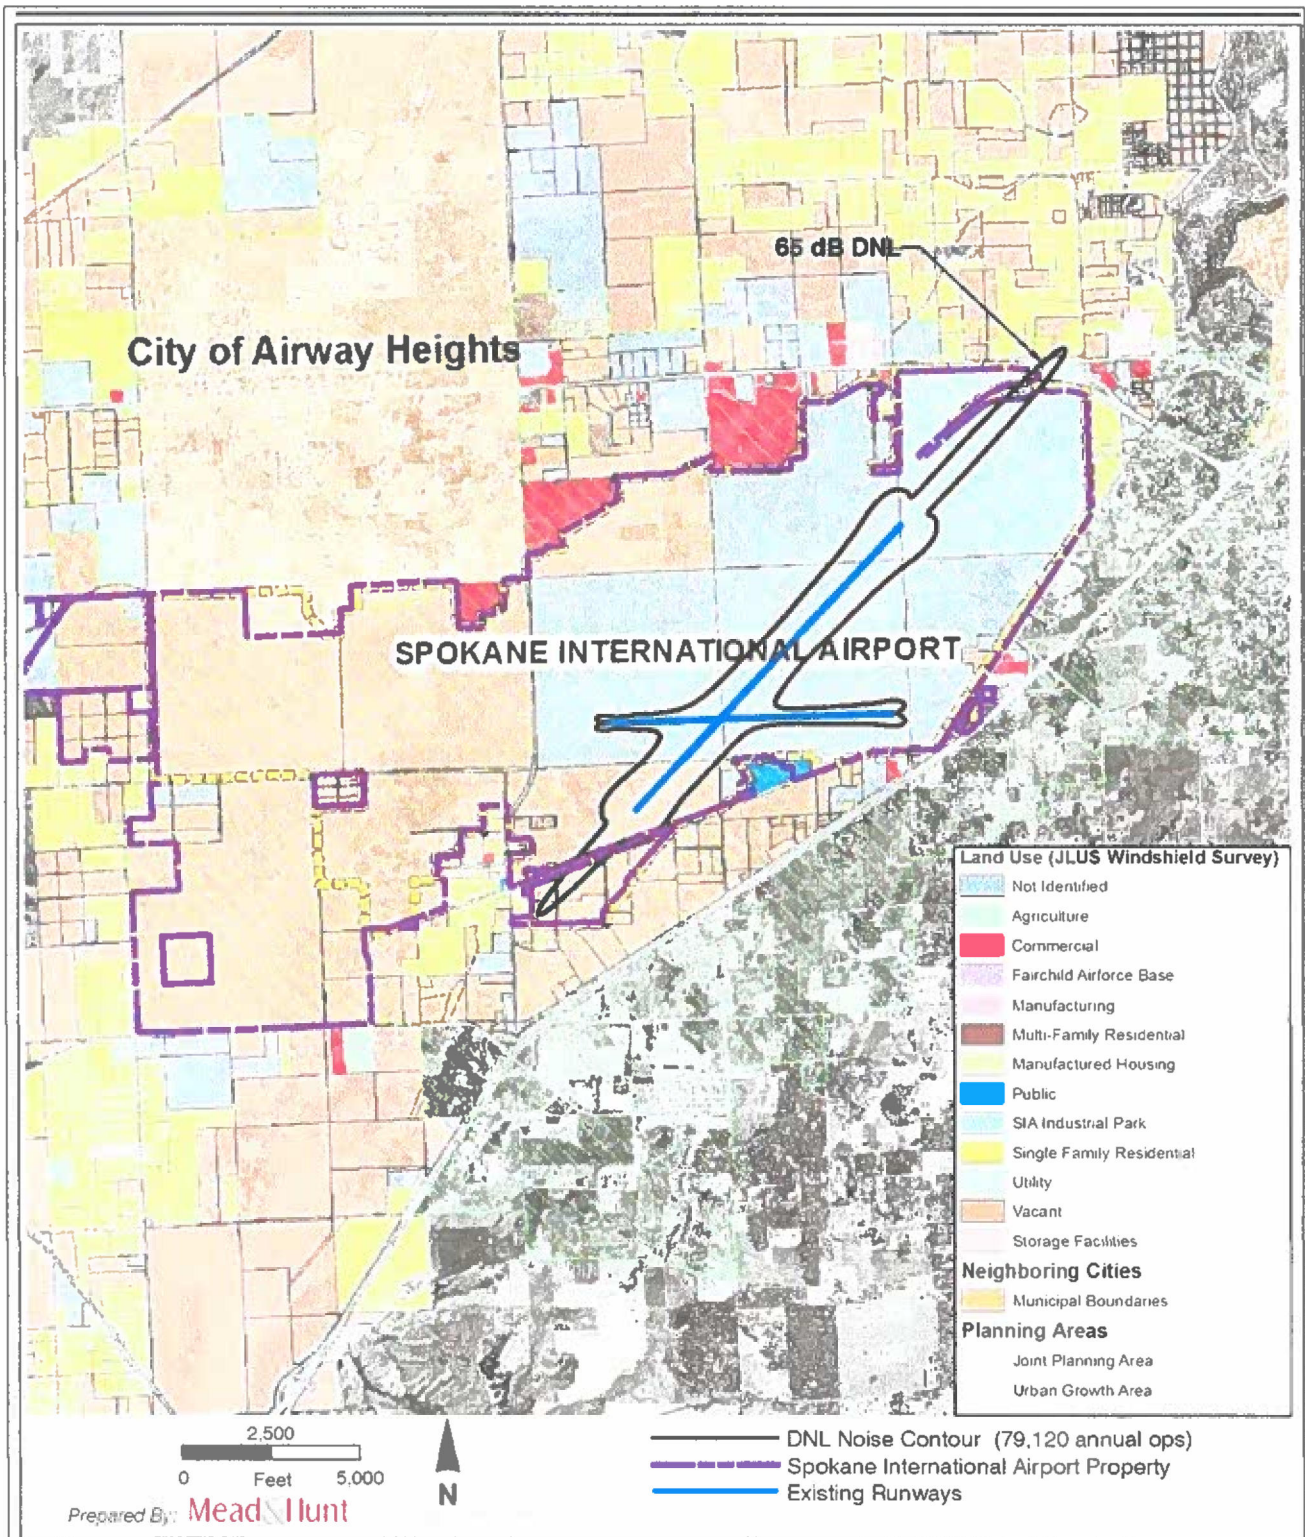 65 dB DNL
City of Airway Heights
SPOKANE INTERNATIONAL AIRPORT
Land Use (JLUS Windshield Survey)
Not Identified
Agriculture
Commercial
Fairchild Airforce Base
Manufacturing
Multi-Family Residential
Manufactured Housing
Public
SIA Industrial Park
Single Family Residential
Utility
Vacant
Storage Facilities
Neighboring Cities
Municipal Boundaries
Planning Areas
Joint Planning Area
Urban Growth Area
2,500
0 Feet 5,000
N
DNL Noise Contour (79,120 annual ops)
Spokane International Airport Property
Existing Runways
Prepared By: Mead & Hunt